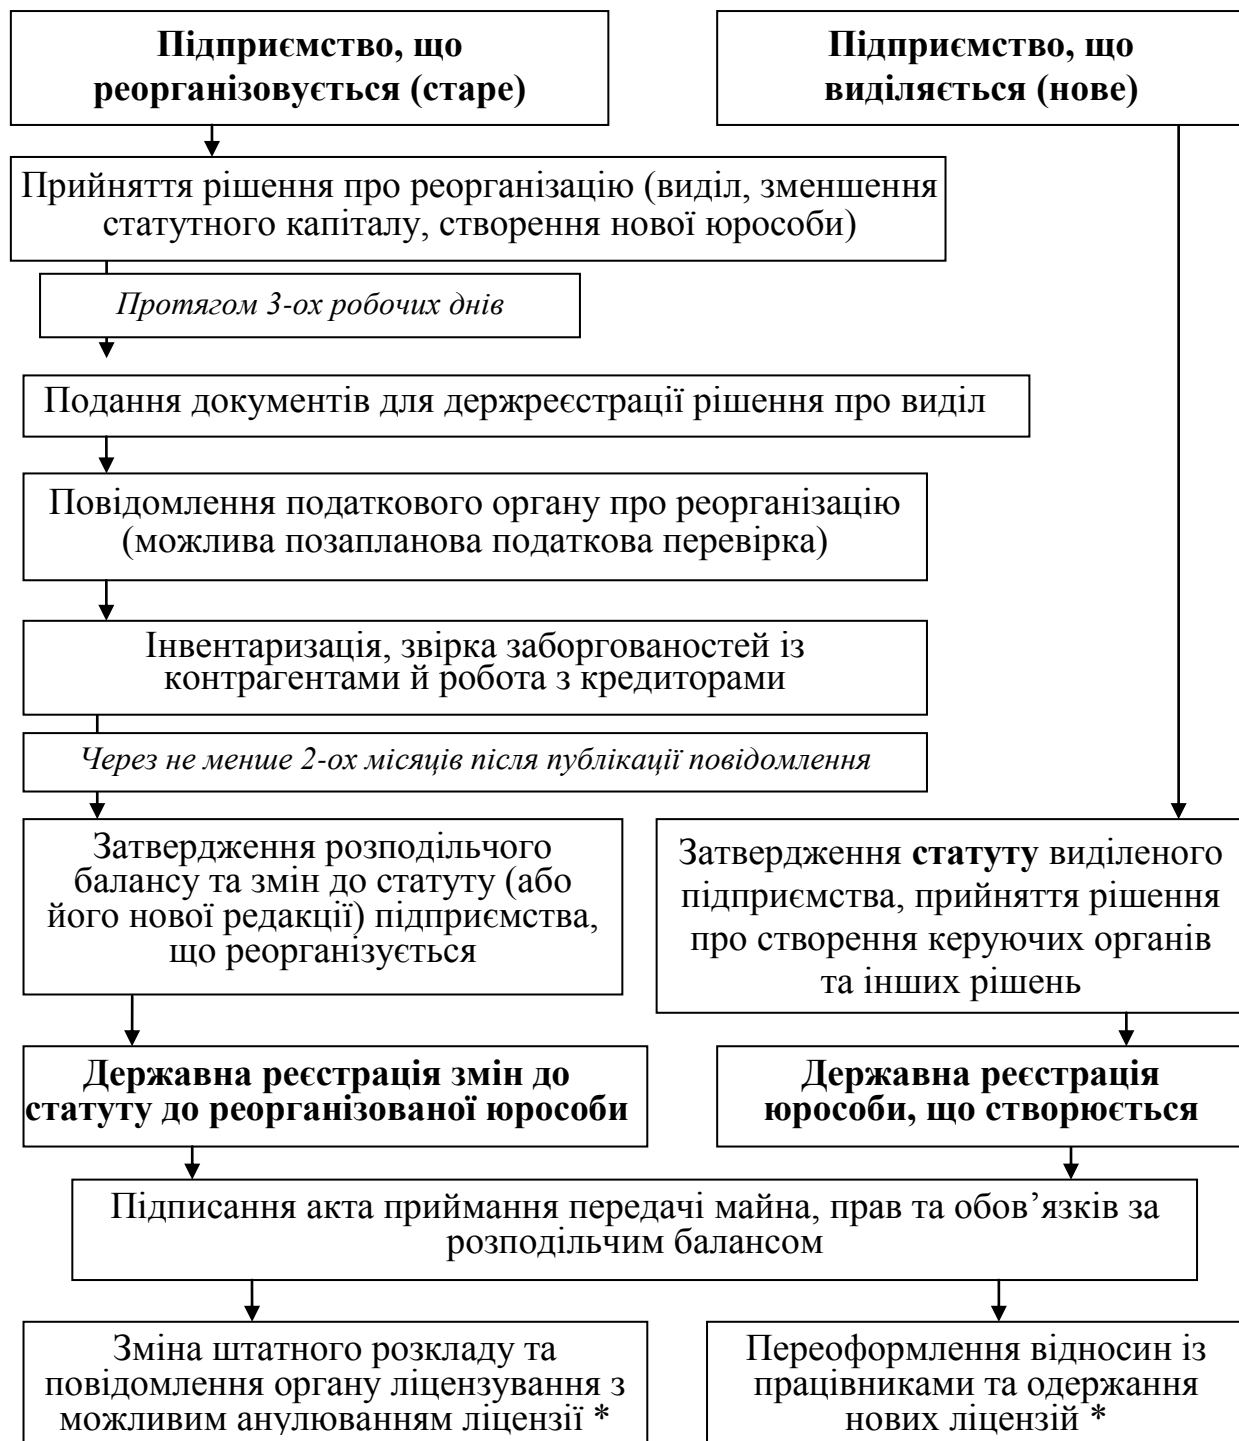 Підприємство, що
реорганізовується (старе)
Підприємство, що
виділяється (нове)
Прийняття рішення про реорганізацію (виділ, зменшення
статутного капіталу, створення нової юрособи)
Протягом 3-ох робочих днів
Подання документів для держреєстрації рішення про виділ
Повідомлення податкового органу про реорганізацію
(можлива позапланова податкова перевірка)
Інвентаризація, звірка заборгованостей із
контрагентами й робота з кредиторами
Через не менше 2-ох місяців після публікації повідомлення
Затвердження розподільчого
балансу та змін до статуту (або
його нової редакції) підприємства,
що реорганізується
Затвердження статуту виділеного
підприємства, прийняття рішення
про створення керуючих органів
та інших рішень
Державна реєстрація змін до
статуту до реорганізованої юрособи
Державна реєстрація
юрособи, що створюється
Підписання акта приймання передачі майна, прав та обов’язків за
розподільчим балансом
Зміна штатного розкладу та
повідомлення органу ліцензування з
можливим анулюванням ліцензії *
Переоформлення відносин із
працівниками та одержання
нових ліцензій *